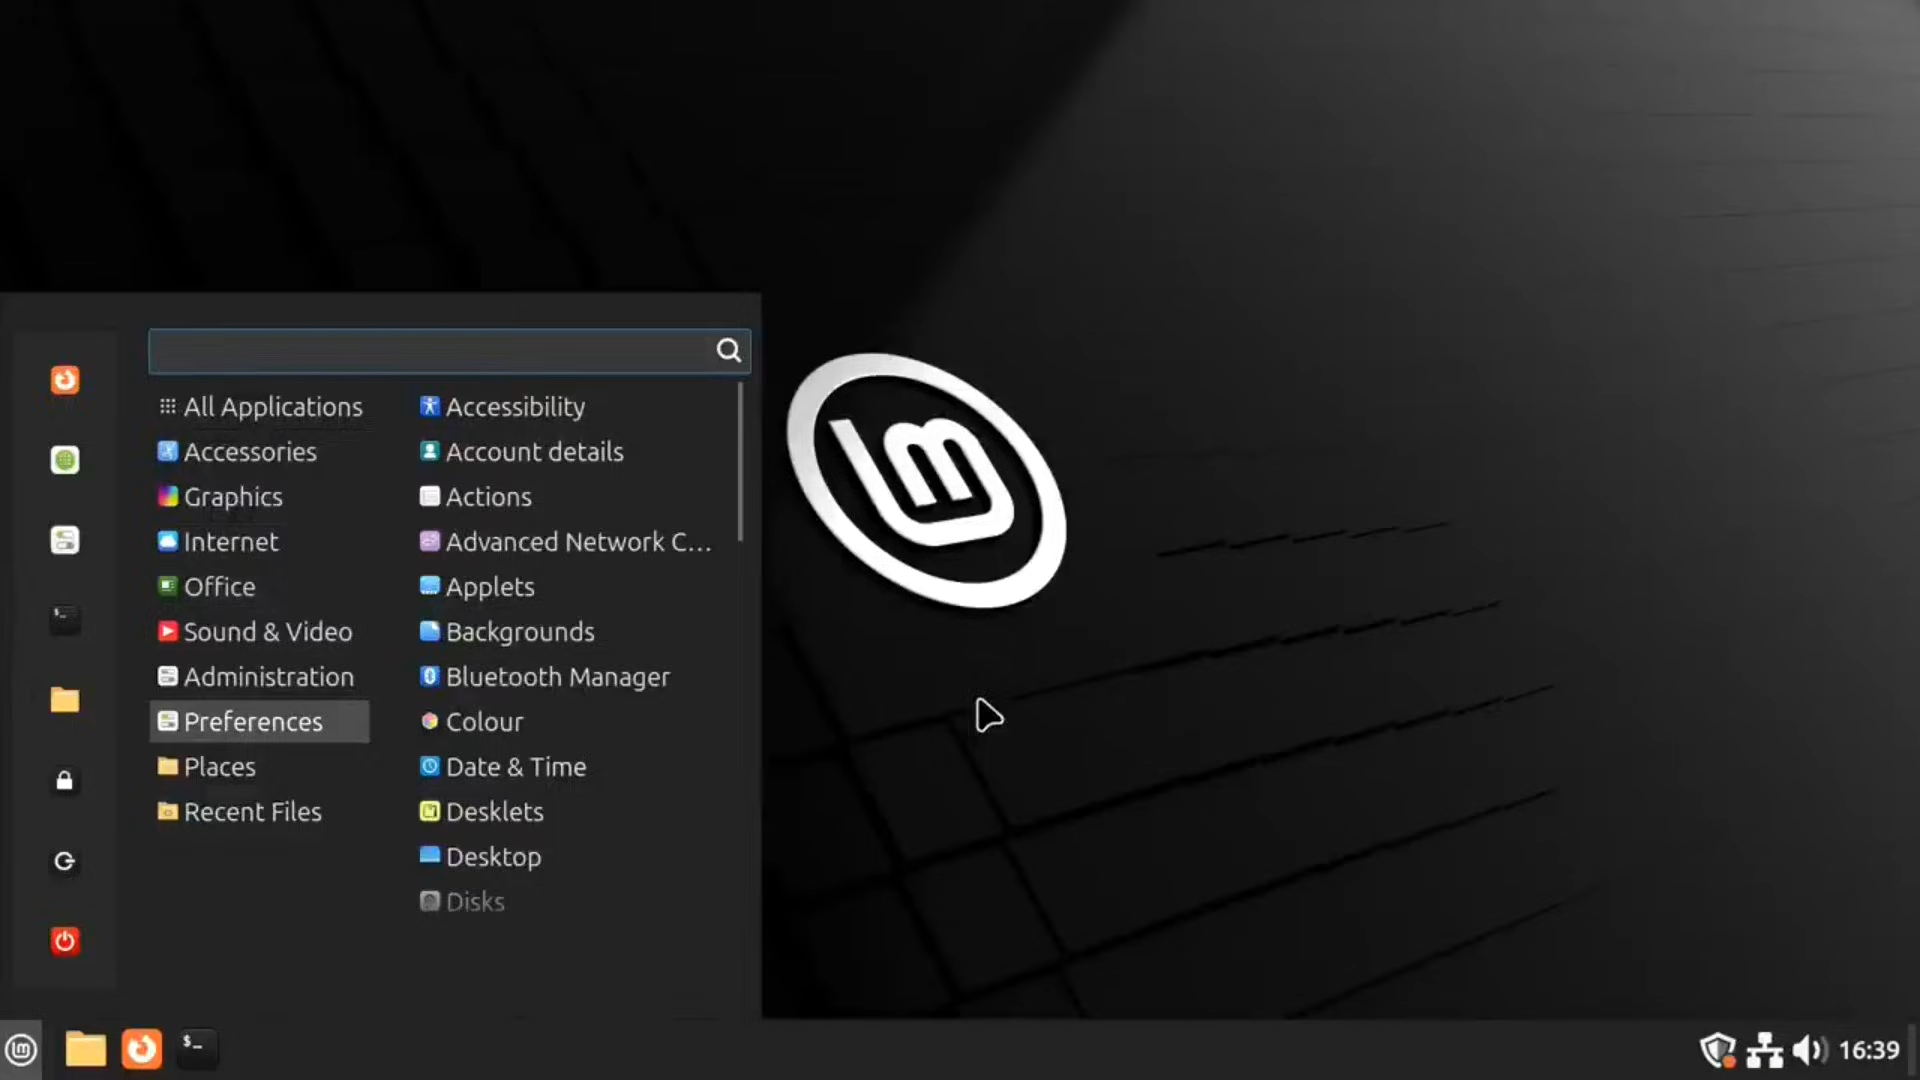 All Applications
Accessories
Graphics
Internet
Office
Sound & Video
Administration
Preferences
Places
Recent Files
Accessibility
Account details
Actions
Advanced Network C...
Applets
Backgrounds
Bluetooth Manager
Colour
Date & Time
Desklets
Desktop
Disks
$_
16:39